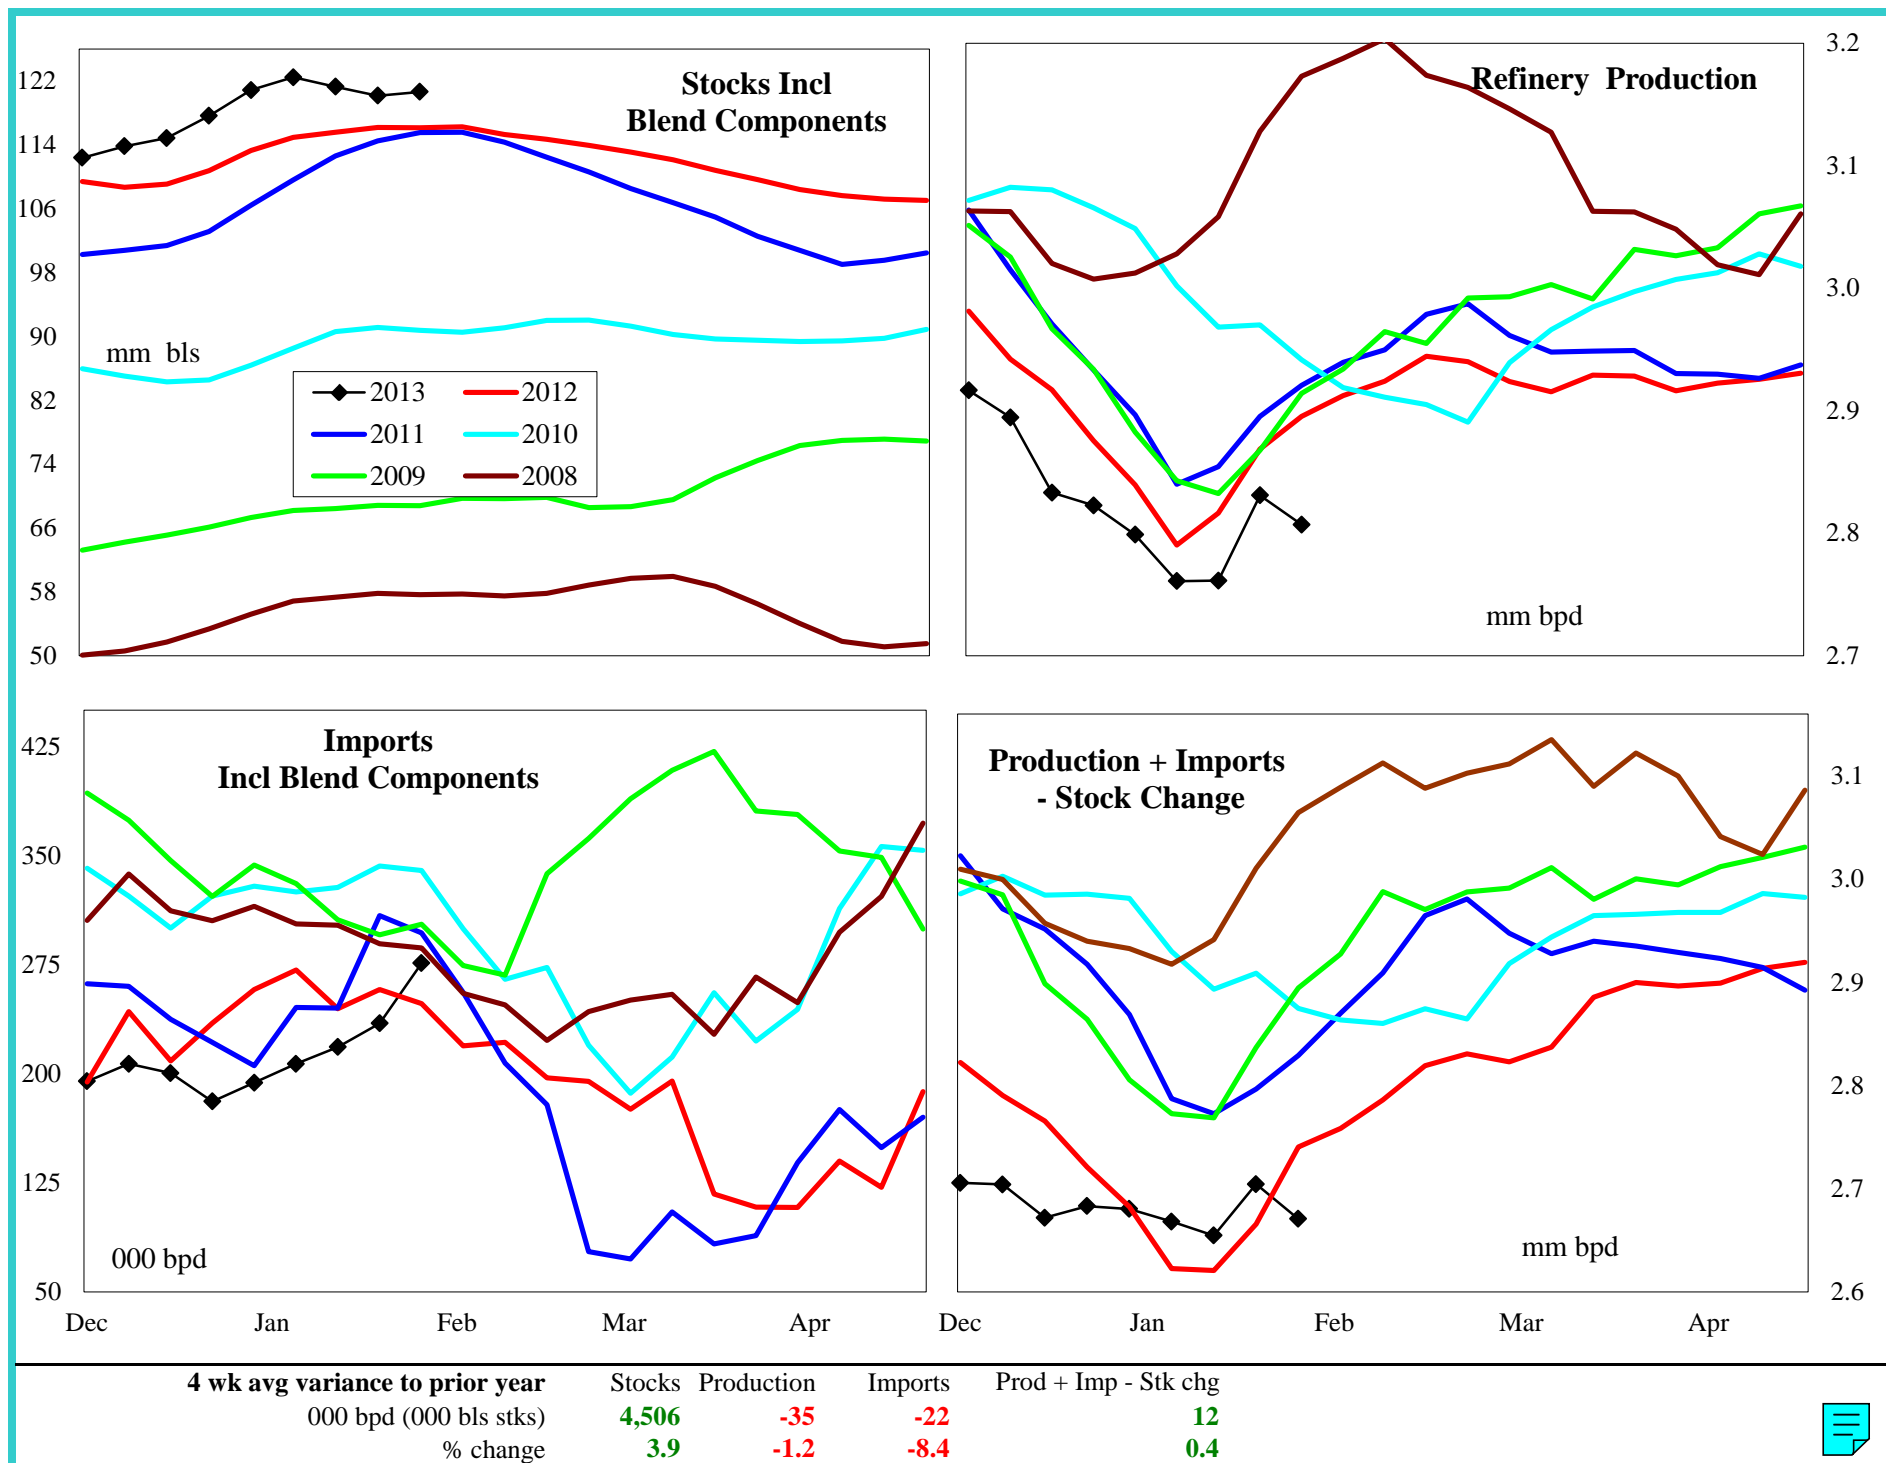 Stocks Incl
Blend Components
122
114
106
98
90
82
74
66
58
50
mm bls
2013 2012
2011 2010
2009 2008
Refinery Production
3.2
3.1
3.0
2.9
2.8
2.7
mm bpd
Imports
Incl Blend Components
425
350
275
200
125
50
000 bpd
Dec Jan Feb Mar Apr
Production + Imports
- Stock Change
3.1
3.0
2.9
2.8
2.7
2.6
mm bpd
Dec Jan Feb Mar Apr
4 wk avg variance to prior year Stocks Production Imports Prod + Imp - Stk chg
000 bpd (000 bls stks) 4,506 -35 -22 12
% change 3.9 -1.2 -8.4 0.4